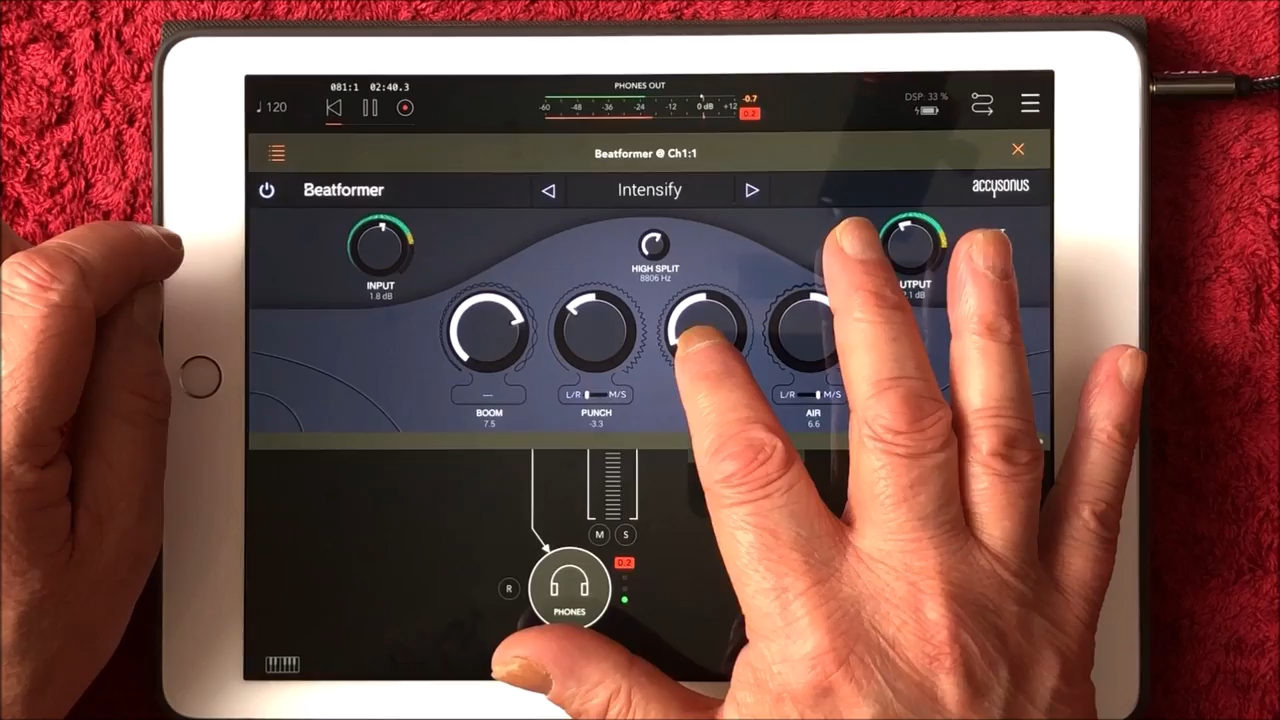 081:1 02:40.3
PHONES OUT
♩ 120
-60 -48 -36 -24 -12 0 dB +12
-0.7
0.2
DSP: 33 %
Beatformer @ Ch1:1
Beatformer
Intensify
accusonus
HIGH SPLIT
8806 Hz
INPUT
1.8 dB
L/R M/S
L/R M/S
BOOM
7.5
PUNCH
-3.3
AIR
6.6
M S
0.2
R
PHONES